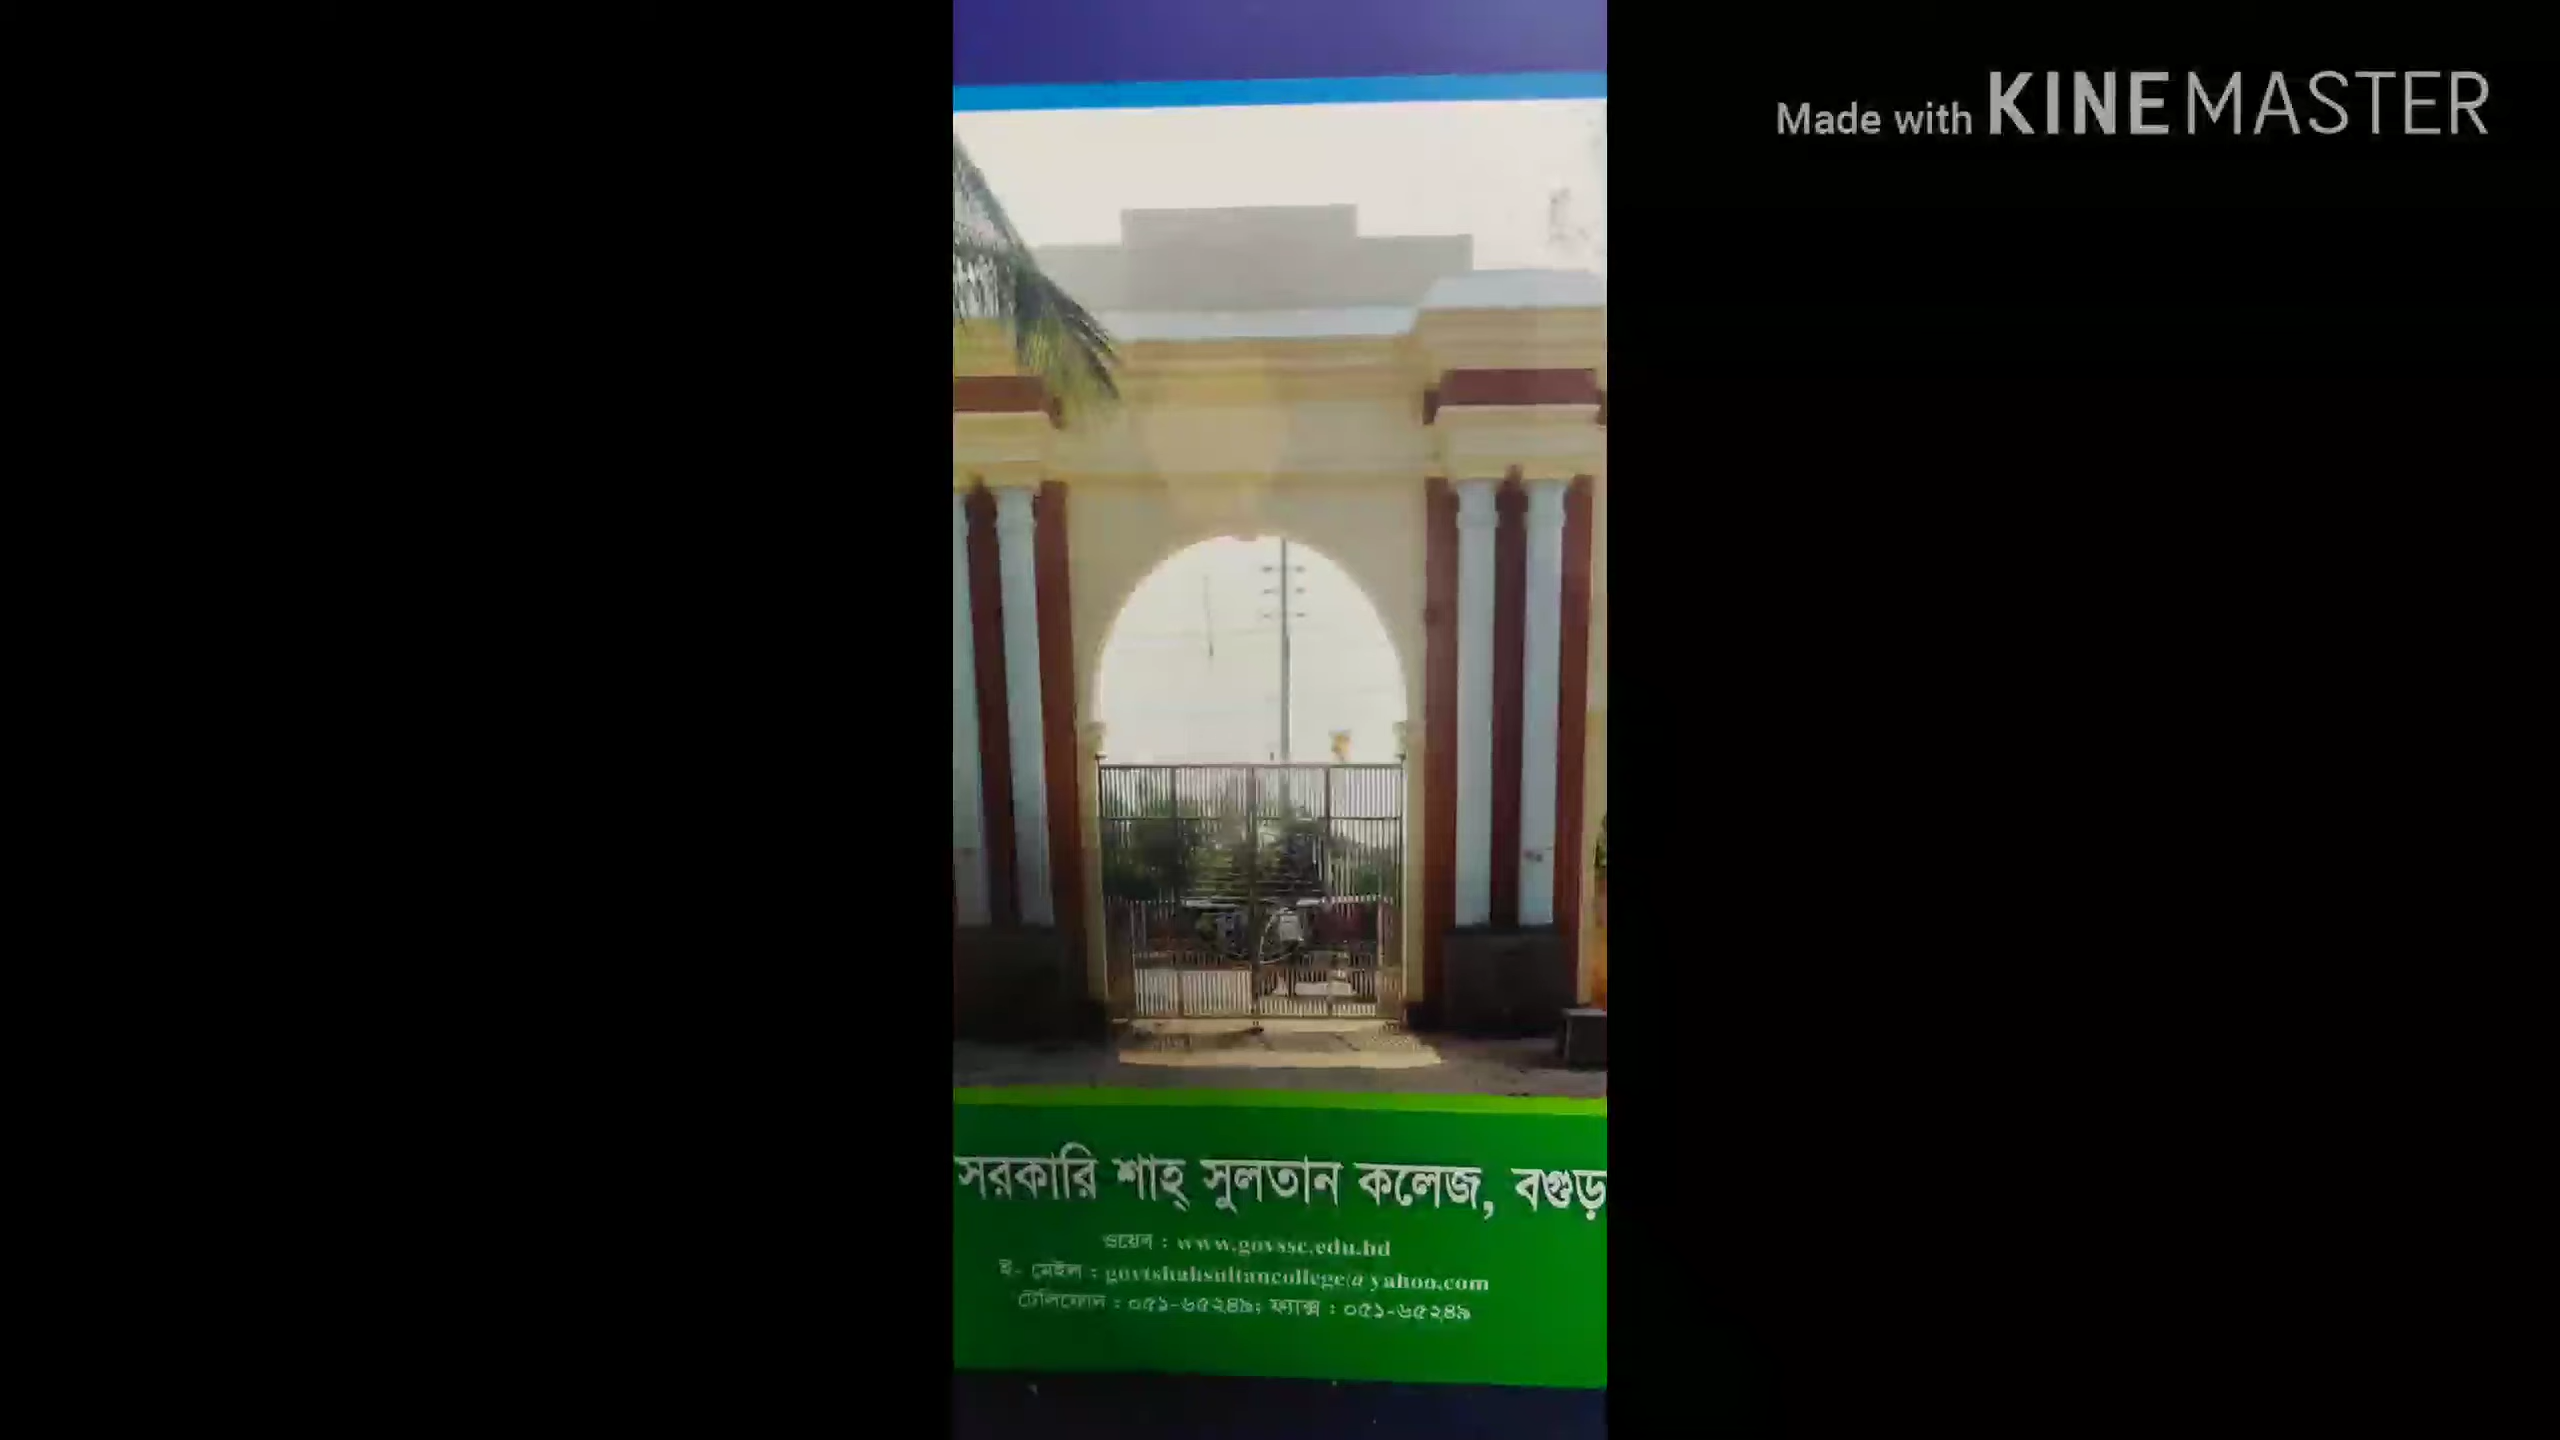 Made with KINEMASTER
সরকারি শাহ্ সুলতান কলেজ, বগুড়
ওয়েব : www.govssc.edu.bd
ই- মেইল : govtshahsultancollege@yahoo.com
টেলিফোন : ০৫১-৬৫২৪৯; ফ্যাক্স : ০৫১-৬৫২৪৯